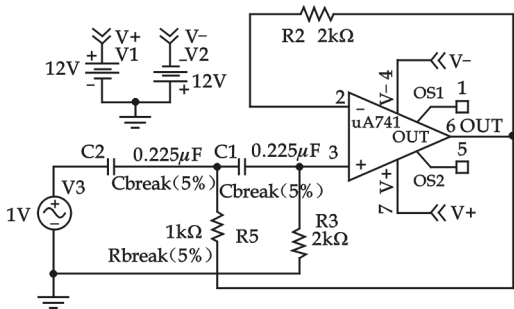 V+
V1
12V
+
-
V-
V2
-
+
12V
R2 2kΩ
V-
V- 4
OS1 1
2
-
uA741
OUT
6 OUT
5
OS2
+
3
7 V+
V+
C2 0.225μF
Cbreak(5%)
C1 0.225μF
Cbreak(5%)
V3
1V
+
-
1kΩ
R5
Rbreak(5%)
R3
2kΩ